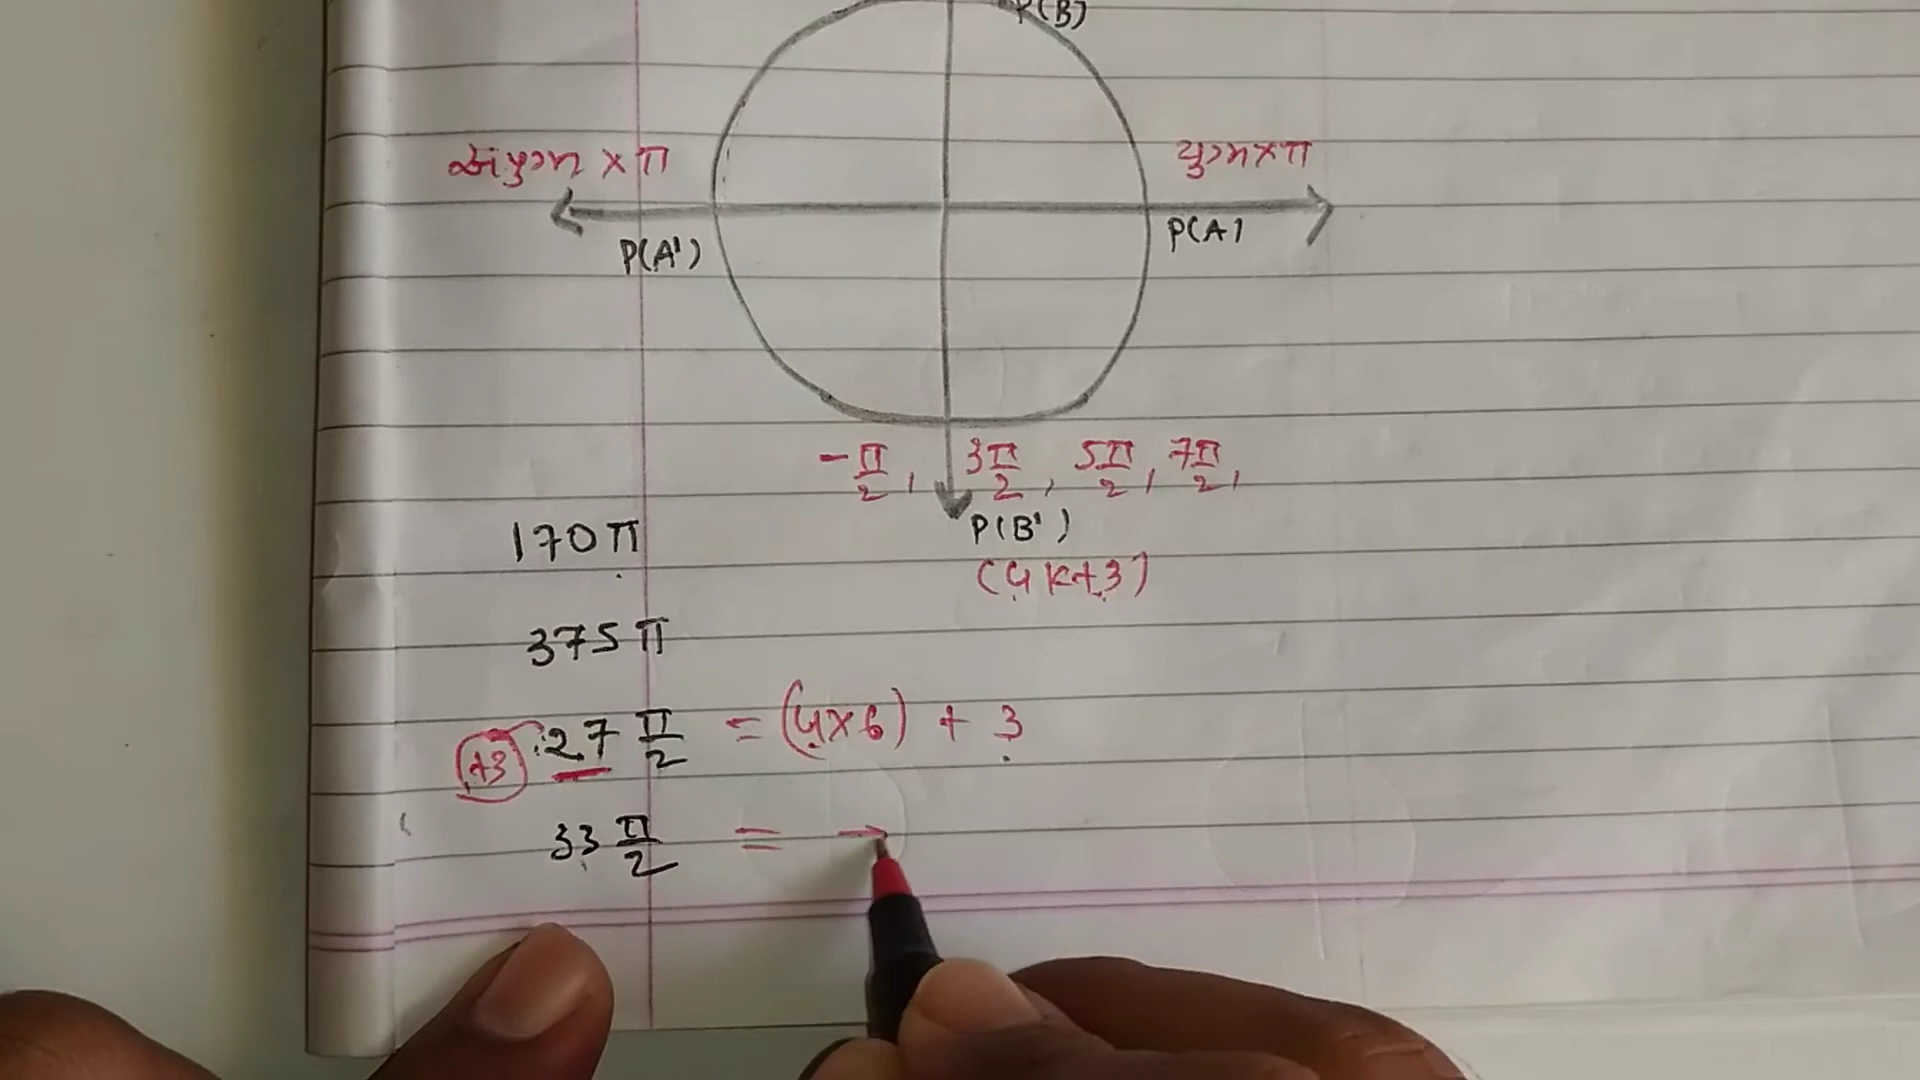 P(B)
અયુગ્મ × π
યુગ્મ × π
P(A')
P(A)
-π/2, 3π/2, 5π/2, 7π/2,
P(B')
(4K+3)
170π
375π
+3 27 π/2 = (4×6) + 3
33 π/2 =